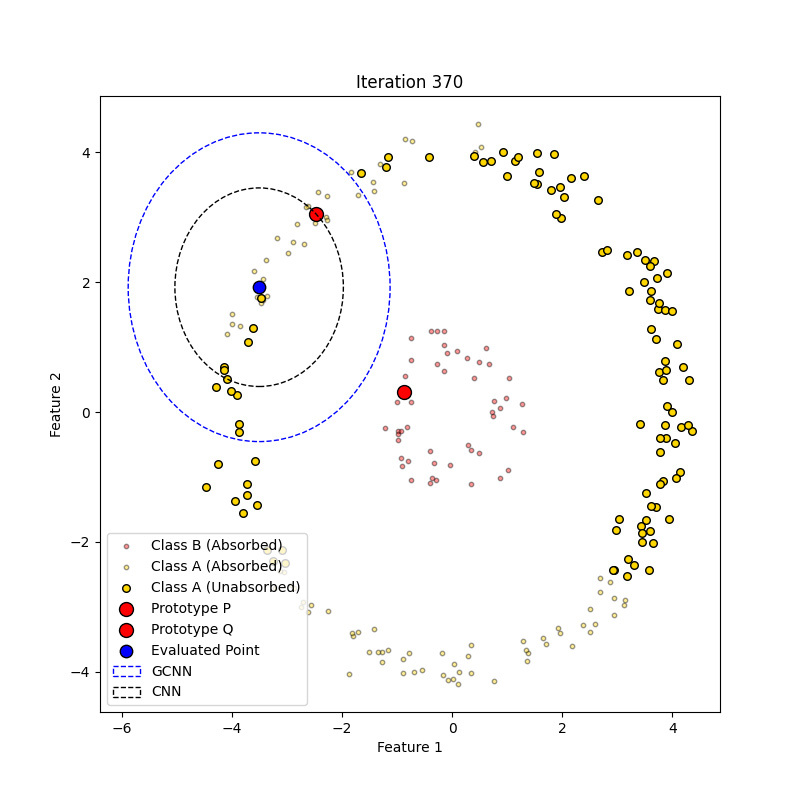 Iteration 370
4
2
0
−2
−4
Feature 2
Class B (Absorbed)
Class A (Absorbed)
Class A (Unabsorbed)
Prototype P
Prototype Q
Evaluated Point
GCNN
CNN
−6 −4 −2 0 2 4
Feature 1